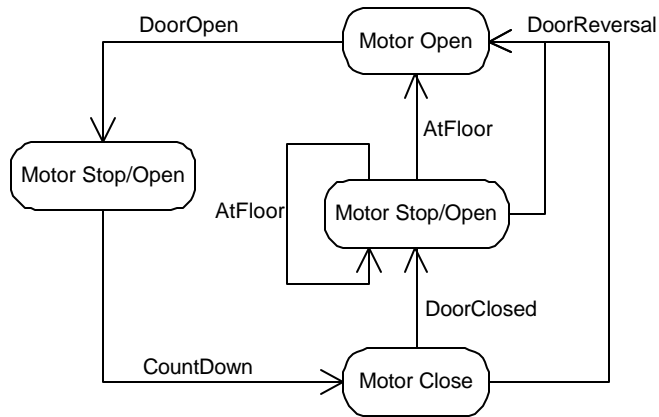 DoorOpen
Motor Open
DoorReversal
AtFloor
Motor Stop/Open
AtFloor
Motor Stop/Open
DoorClosed
CountDown
Motor Close